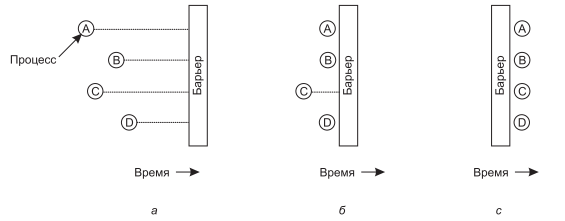 A A A
Процесс
B B B
Барьер Барьер Барьер
C C C
D D D
Время Время Время
а б с